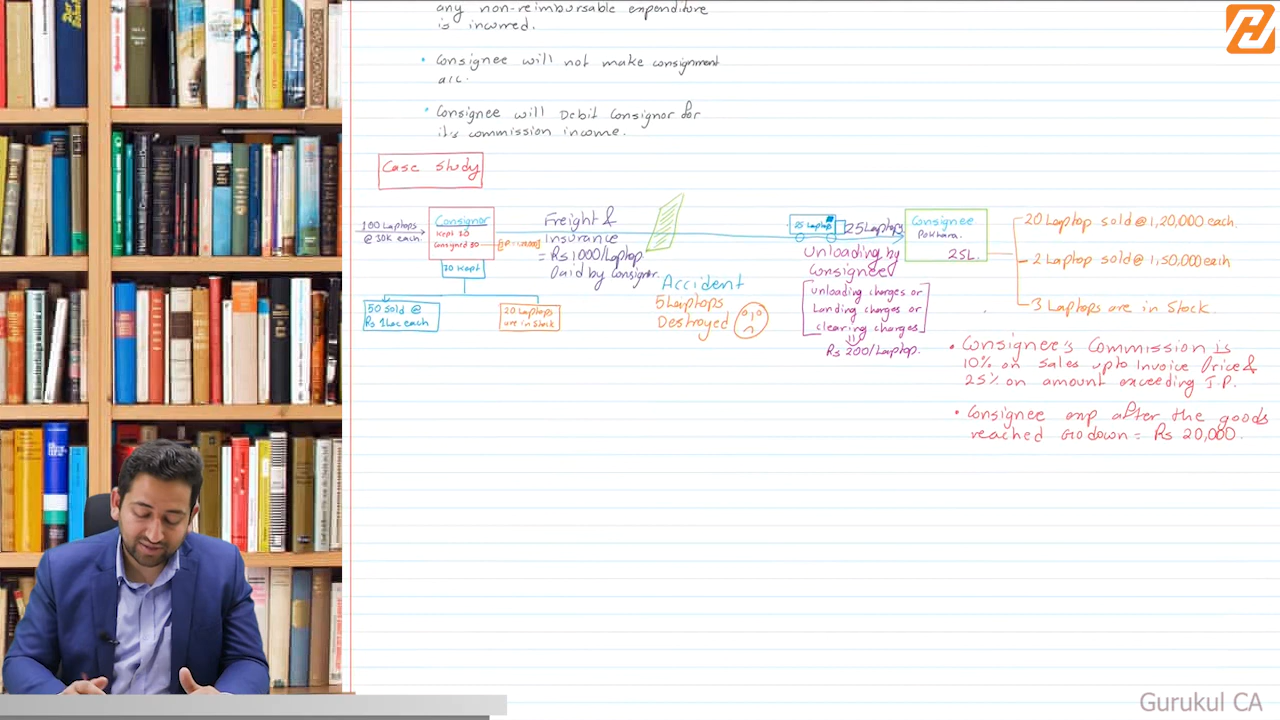 any non-reimbursable expenditure
is incurred.
• Consignee will not make consignment
a/c.
• Consignee will Debit Consignor for
its commission income.
Case Study
100 Laptops
@ 30K each.
Consignor
Consigned 30
30 Kept
50 Sold @
Rs 1 Lac each
20 Laptops
are in Stock
Freight &
Insurance
= Rs 1000/Laptop
Paid by consignor.
Accident
5 Laptops
Destroyed
25 Laptops
25 Laptops
Unloading by
Consignee
unloading charges or
Landing charges or
clearing charges
Rs 200/Laptop.
Consignee
Pokhara.
25L.
20 Laptop sold @ 1,20,000 each.
2 Laptop sold @ 1,50,000 each
3 Laptops are in Stock.
• Consignee's Commission is
10% on sales upto Invoice Price &
25% on amount exceeding I.P.
• Consignee exp after the goods
reached Godown = Rs 20,000.
Gurukul CA